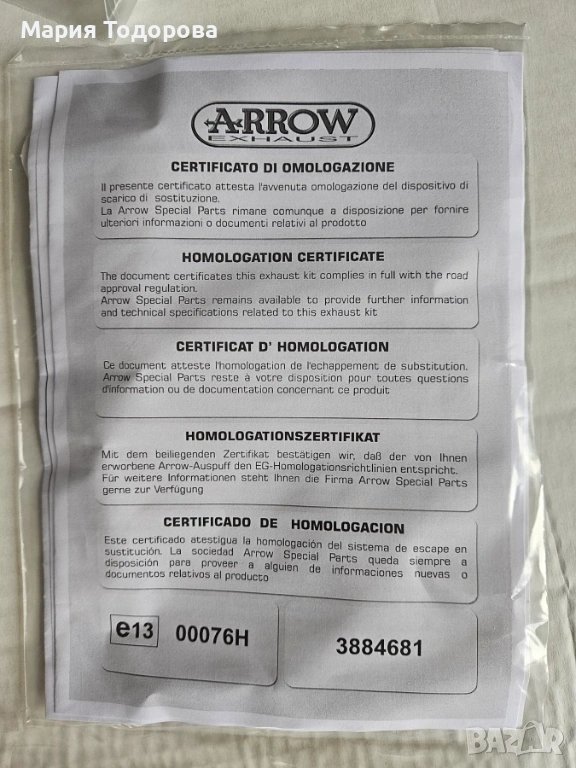 Мария Тодорова
ARROW
EXHAUST
CERTIFICATO DI OMOLOGAZIONE
Il presente certificato attesta l'avvenuta omologazione del dispositivo di
scarico di sostituzione.
La Arrow Special Parts rimane comunque a disposizione per fornire
ulteriori informazioni o documenti relativi al prodotto
HOMOLOGATION CERTIFICATE
The document certificates this exhaust kit complies in full with the road
approval regulation.
Arrow Special Parts remains available to provide further information
and technical specifications related to this exhaust kit
CERTIFICAT D' HOMOLOGATION
Ce document atteste l'homologation de l'echappement de substitution.
Arrow Special Parts reste à votre disposition pour toutes questions
d'information ou de documentation concernant ce produit
HOMOLOGATIONSZERTIFIKAT
Mit dem beiliegenden Zertifikat bestätigen wir, daß der von Ihnen
erworbene Arrow-Auspuff den EG-Homologationsrichtlinien entspricht.
Für weitere Informationen steht Ihnen die Firma Arrow Special Parts
gerne zur Verfügung
CERTIFICADO DE HOMOLOGACION
Este certificado atestigua la homologación del sistema de escape en
sustitución. La sociedad Arrow Special Parts queda siempre a
disposición para proveer a alguien de informaciones nuevas o
documentos relativos al producto
e13 00076H
3884681
BAZAR